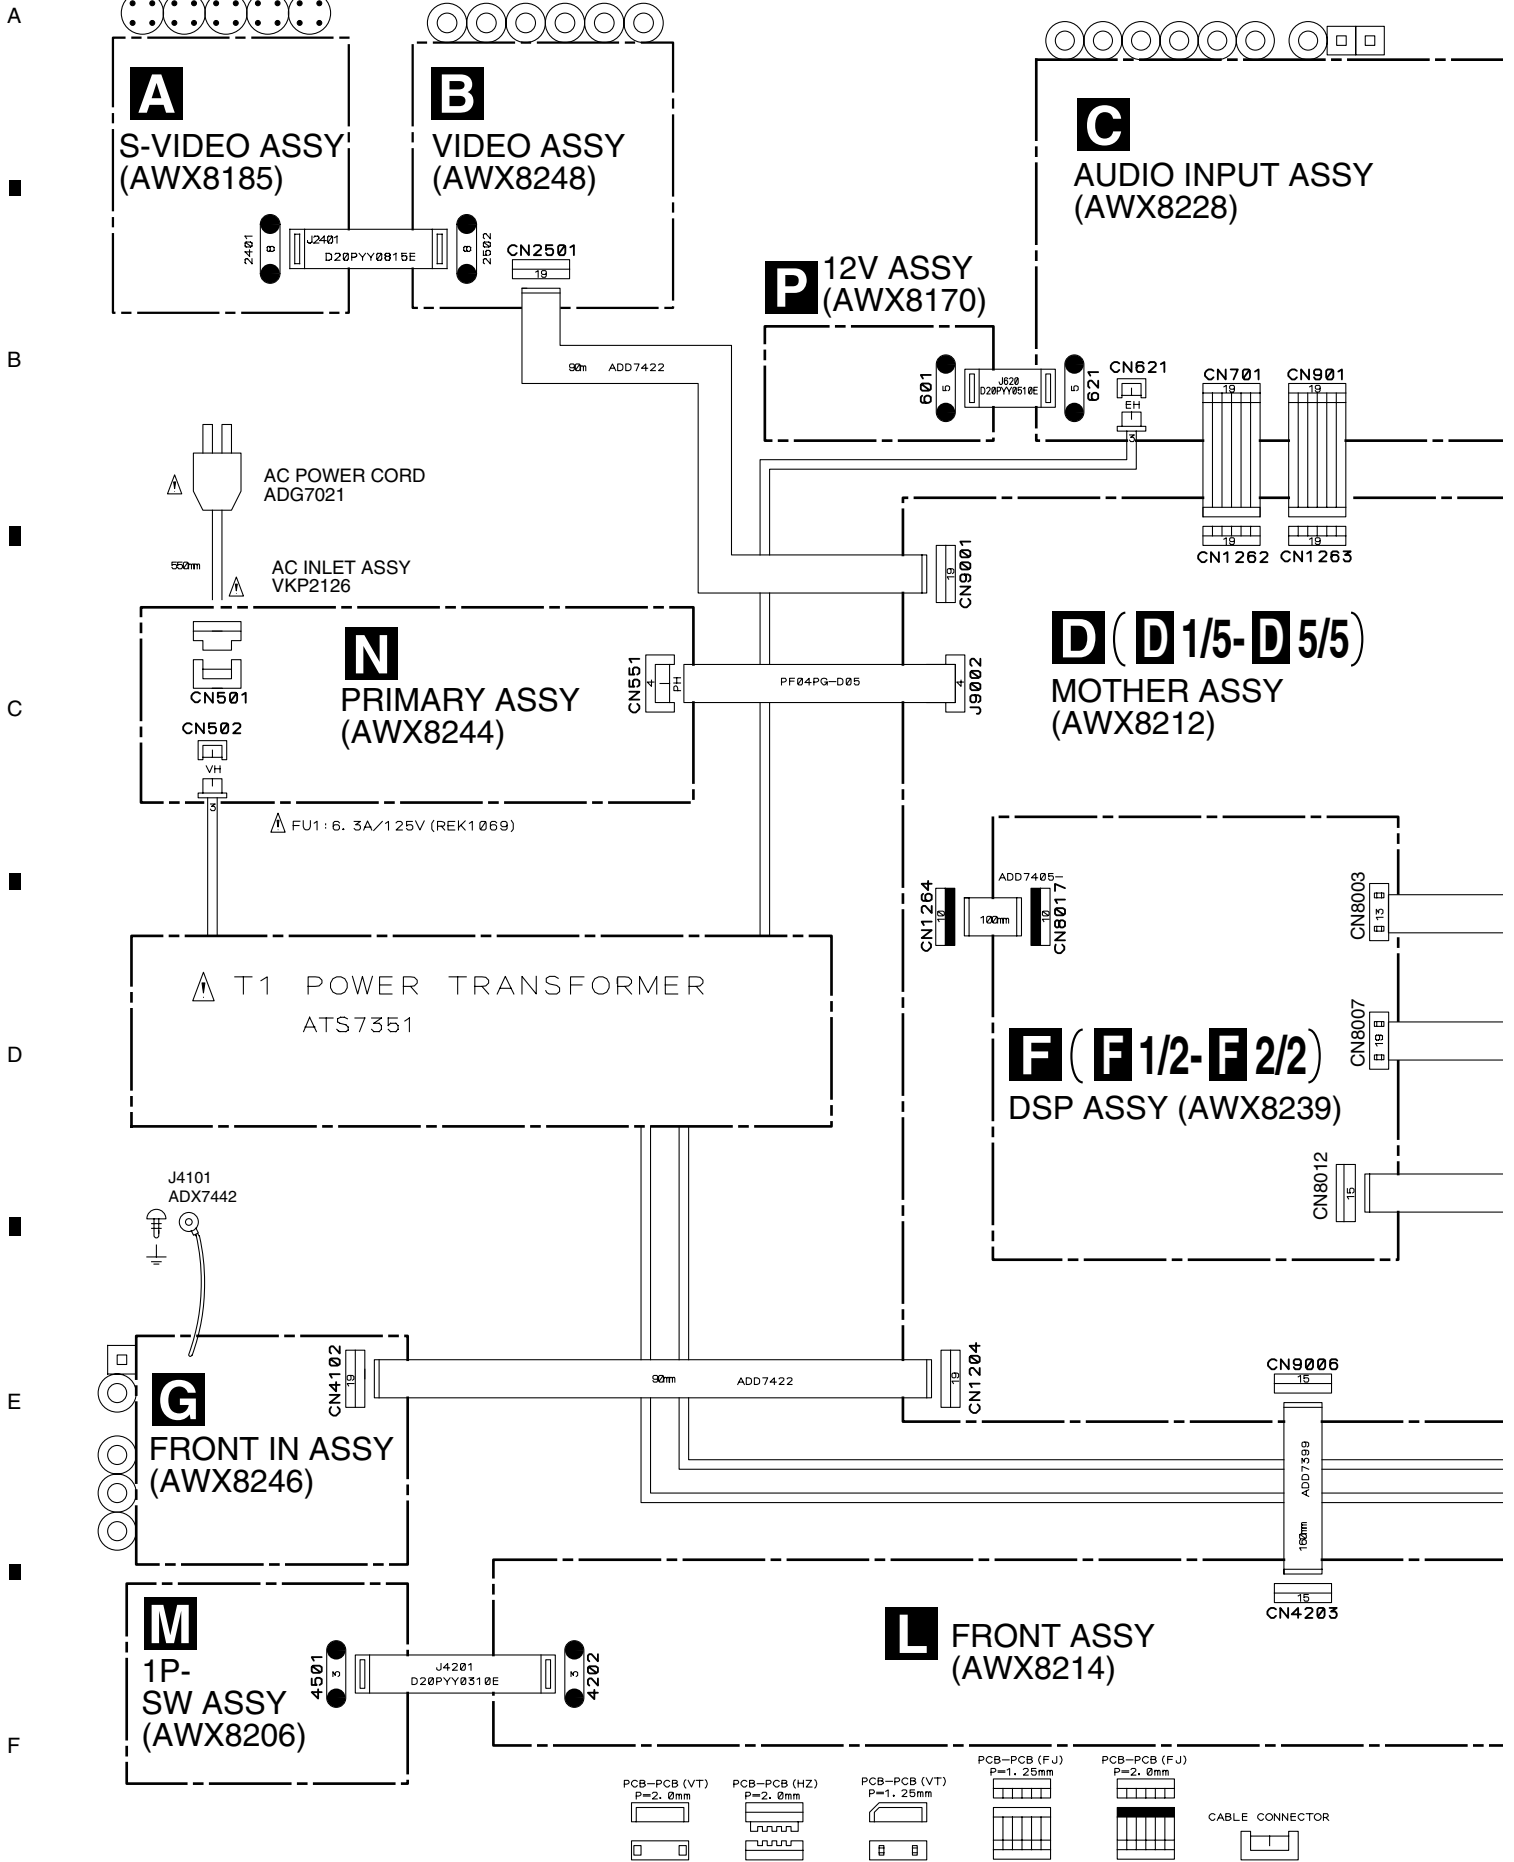 A
A
S-VIDEO ASSY
(AWX8185)
B
VIDEO ASSY
(AWX8248)
C
AUDIO INPUT ASSY
(AWX8228)
2401
8
J2401
D20PYY0815E
8
2502
CN2501
19
P
12V ASSY
(AWX8170)
B
90m ADD7422
601
5
J620
D20PYY0510E
5
621
CN621
EH
3
CN701
19
CN901
19
19
CN1262
19
CN1263
AC POWER CORD
ADG7021
550mm
AC INLET ASSY
VKP2126
19
CN9001
D ( D 1/5- D 5/5)
MOTHER ASSY
(AWX8212)
C
CN501
CN502
VH
3
N
PRIMARY ASSY
(AWX8244)
CN551
4
PH
PF04PG-D05
4
J9002
FU1:6. 3A/125V (REK1069)
CN1264
10
ADD7405-
100mm
10
CN8017
CN8003
13
T1 POWER TRANSFORMER
ATS7351
D
CN8007
19
F ( F 1/2- F 2/2)
DSP ASSY (AWX8239)
CN8012
15
J4101
ADX7442
E
G
FRONT IN ASSY
(AWX8246)
CN4102
19
90mm ADD7422
19
CN1204
CN9006
15
ADD7399
160mm
15
CN4203
M
1P-
SW ASSY
(AWX8206)
4501
3
J4201
D20PYY0310E
3
4202
L
FRONT ASSY
(AWX8214)
F
PCB-PCB (VT)
P=2. 0mm
PCB-PCB (HZ)
P=2. 0mm
PCB-PCB (VT)
P=1. 25mm
PCB-PCB (FJ)
P=1. 25mm
PCB-PCB (FJ)
P=2. 0mm
CABLE CONNECTOR